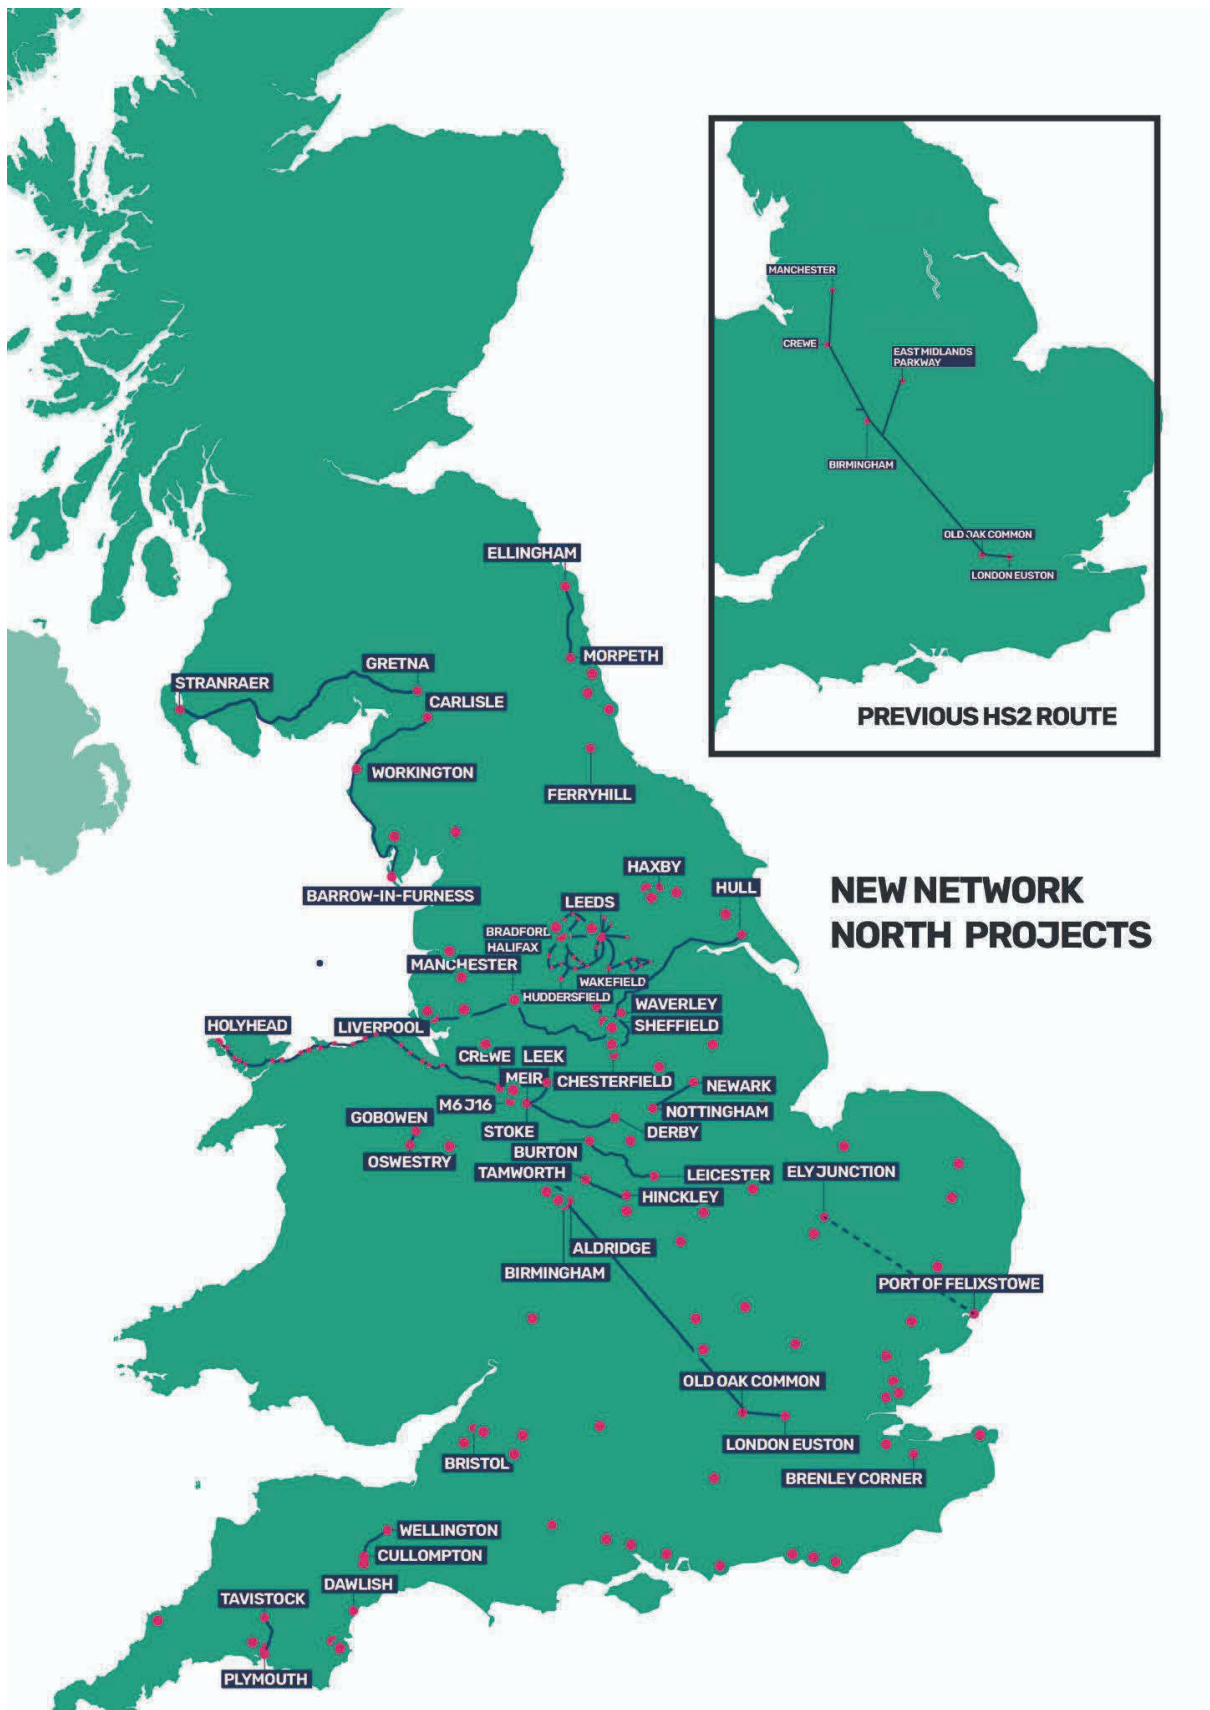 MANCHESTER
CREWE
EAST MIDLANDS
PARKWAY
BIRMINGHAM
OLD OAK COMMON
LONDON EUSTON
PREVIOUS HS2 ROUTE
ELLINGHAM
MORPETH
GRETNA
STRANRAER
CARLISLE
WORKINGTON
FERRYHILL
HAXBY
HULL
BARROW-IN-FURNESS
LEEDS
NEW NETWORK
NORTH PROJECTS
BRADFORD
HALIFAX
MANCHESTER
WAKEFIELD
HUDDERSFIELD
WAVERLEY
HOLYHEAD
LIVERPOOL
SHEFFIELD
CREWE
LEEK
MEIR
CHESTERFIELD
NEWARK
M6 J16
NOTTINGHAM
GOBOWEN
STOKE
DERBY
BURTON
OSWESTRY
TAMWORTH
LEICESTER
ELY JUNCTION
HINCKLEY
ALDRIDGE
BIRMINGHAM
PORT OF FELIXSTOWE
OLD OAK COMMON
LONDON EUSTON
BRISTOL
BRENLEY CORNER
WELLINGTON
CULLOMPTON
DAWLISH
TAVISTOCK
PLYMOUTH